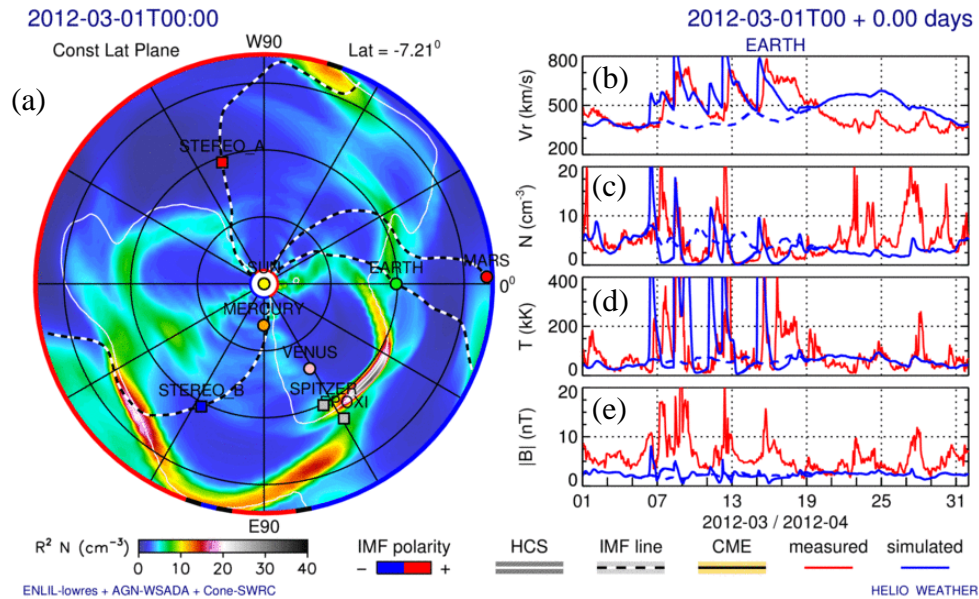 2012-03-01T00:00
2012-03-01T00 + 0.00 days
Const Lat Plane
W90
Lat = -7.21⁰
EARTH
(a)
STEREO_A
SUN
EARTH
MARS
0⁰
MERCURY
VENUS
STEREO_B
SPITZER
EPOXI
E90
R² N (cm⁻³)
0 10 20 30 40
(b)
Vr (km/s)
800
500
200
(c)
N (cm⁻³)
20
10
0
(d)
T (kK)
400
200
0
(e)
|B| (nT)
20
10
0
01 07 13 19 25 31
2012-03 / 2012-04
IMF polarity
- +
HCS
IMF line
CME
measured
simulated
ENLIL-lowres + AGN-WSADA + Cone-SWRC
HELIO WEATHER